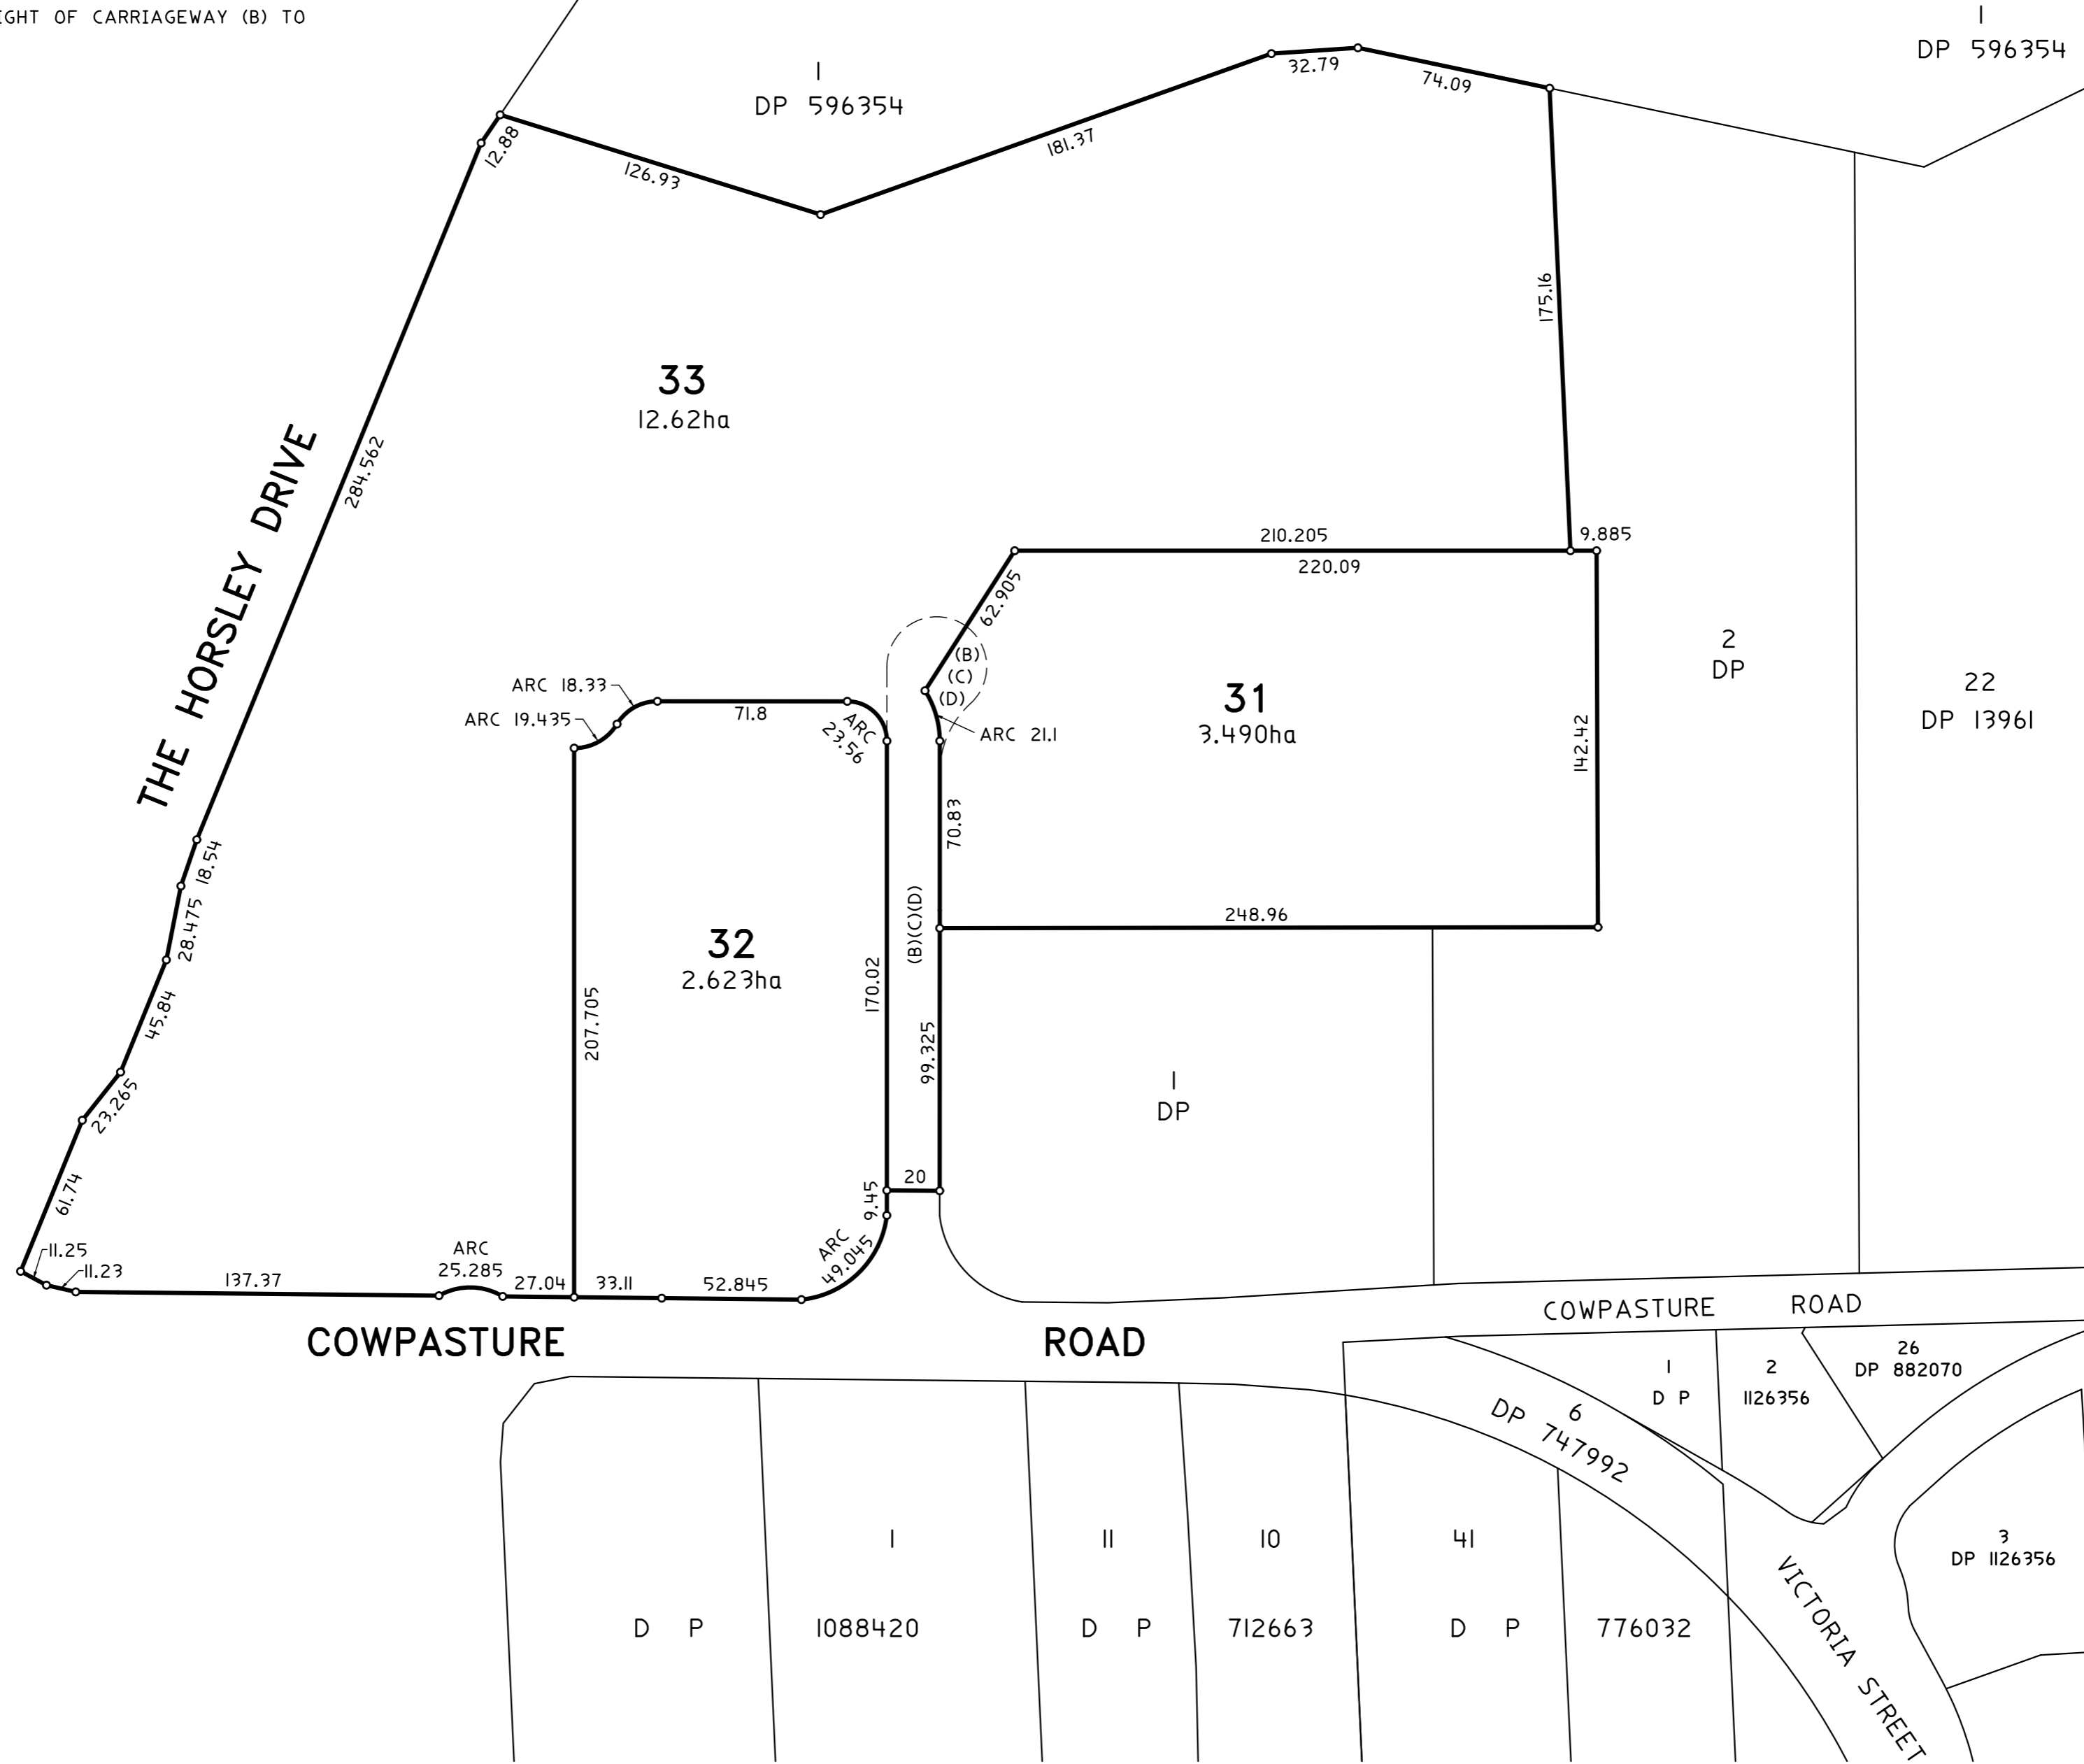 IGHT OF CARRIAGEWAY (B) TO
1
DP 596354
1
DP 596354
32.79
74.09
12.88
126.93
181.37
175.16
33
12.62ha
THE HORSLEY DRIVE
284.562
210.205
9.885
220.09
62.905
(B)
(C)
(D)
ARC 18.33
ARC 19.435
71.8
ARC
23.56
ARC 21.1
31
3.490ha
142.42
2
DP
22
DP 13961
70.83
18.54
28.475
(B)(C)(D)
248.96
32
2.623ha
170.02
207.705
45.84
99.325
23.265
1
DP
61.74
20
9.45
11.25
11.23
137.37
ARC
25.285
27.04
33.11
52.845
ARC
49.045
COWPASTURE ROAD
COWPASTURE ROAD
1
D P
2
1126356
26
DP 882070
6
DP 747992
1
11
10
41
3
DP 1126356
D P 1088420
D P 712663
D P 776032
VICTORIA STREET